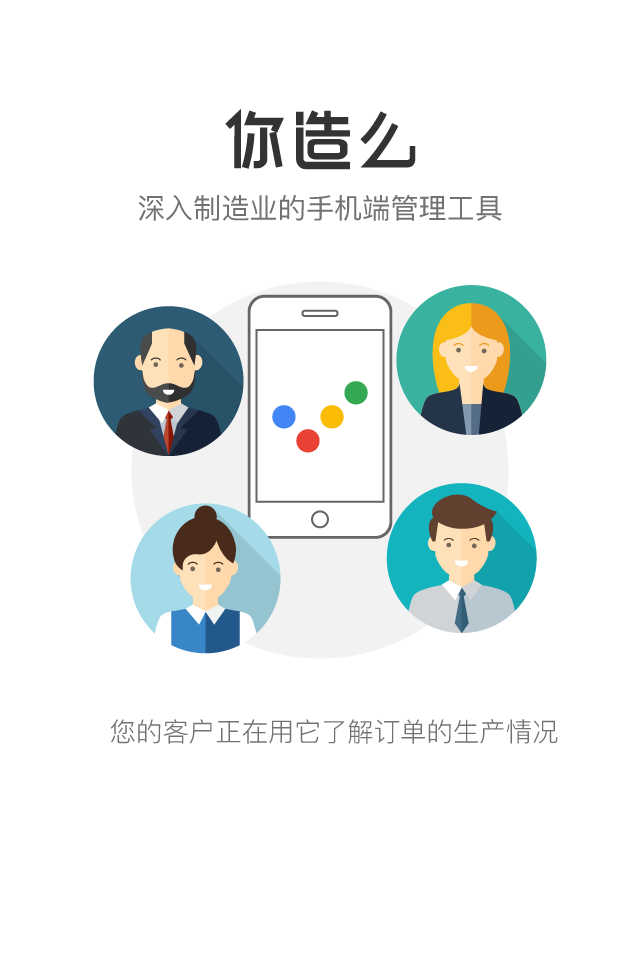 你造么
深入制造业的手机端管理工具
您的客户正在用它了解订单的生产情况